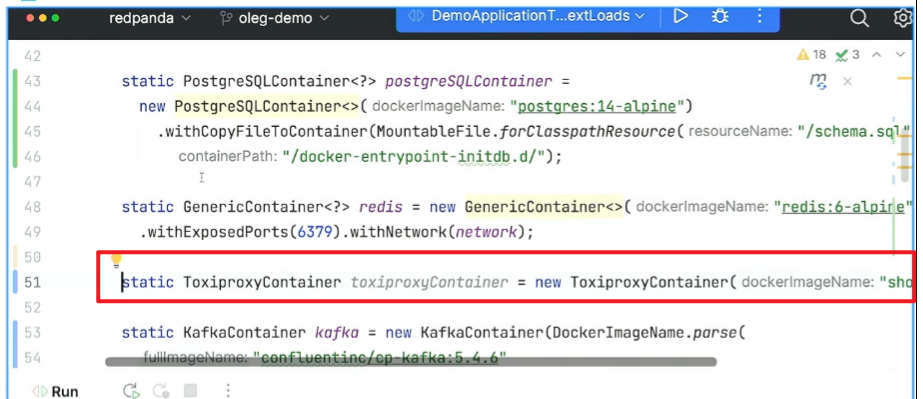 redpanda oleg-demo DemoApplicationT...extLoads
42 18 3
43 static PostgreSQLContainer<?> postgreSQLContainer =
44 new PostgreSQLContainer<>( dockerImageName: "postgres:14-alpine")
45 .withCopyFileToContainer(MountableFile.forClasspathResource( resourceName: "/schema.sql"
46 containerPath: "/docker-entrypoint-initdb.d/");
47
48 static GenericContainer<?> redis = new GenericContainer<>( dockerImageName: "redis:6-alpine"
49 .withExposedPorts(6379).withNetwork(network);
50
51 static ToxiproxyContainer toxiproxyContainer = new ToxiproxyContainer( dockerImageName: "sho
52
53 static KafkaContainer kafka = new KafkaContainer(DockerImageName.parse(
54 fullImageName: "confluentinc/cp-kafka:5.4.6"
Run